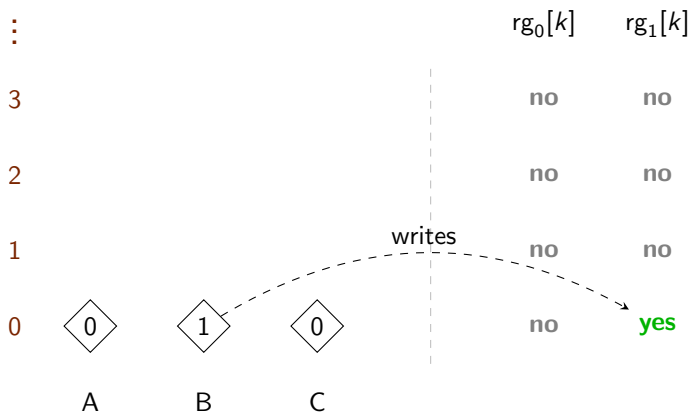 ⋮ rg₀[k] rg₁[k]
3 no no
2 no no
writes
1 no no
0 0 1 0 no yes
A B C